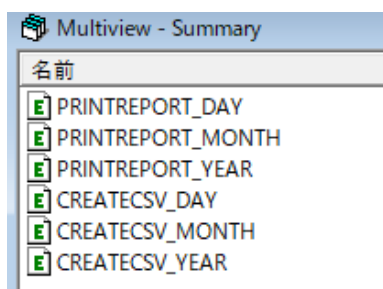 Multiview - Summary
名前
PRINTREPORT_DAY
PRINTREPORT_MONTH
PRINTREPORT_YEAR
CREATECSV_DAY
CREATECSV_MONTH
CREATECSV_YEAR